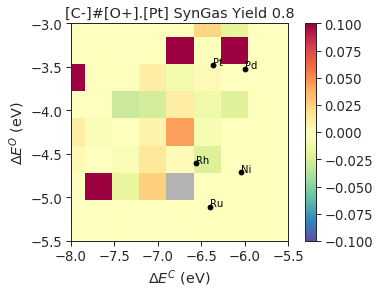 [C-]#[O+].[Pt] SynGas Yield 0.8
−3.0
−3.5
−4.0
−4.5
−5.0
−5.5
ΔE^O (eV)
Pt
Pd
Rh
Ni
Ru
−8.0 −7.5 −7.0 −6.5 −6.0 −5.5
ΔE^C (eV)
0.100
0.075
0.050
0.025
0.000
−0.025
−0.050
−0.075
−0.100